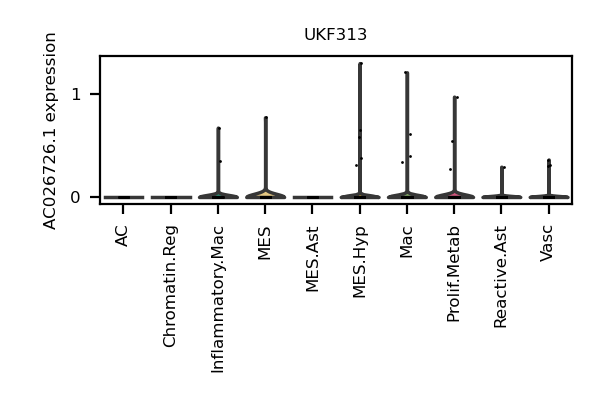 UKF313
AC026726.1 expression
1
0
AC
Chromatin.Reg
Inflammatory.Mac
MES
MES.Ast
MES.Hyp
Mac
Prolif.Metab
Reactive.Ast
Vasc